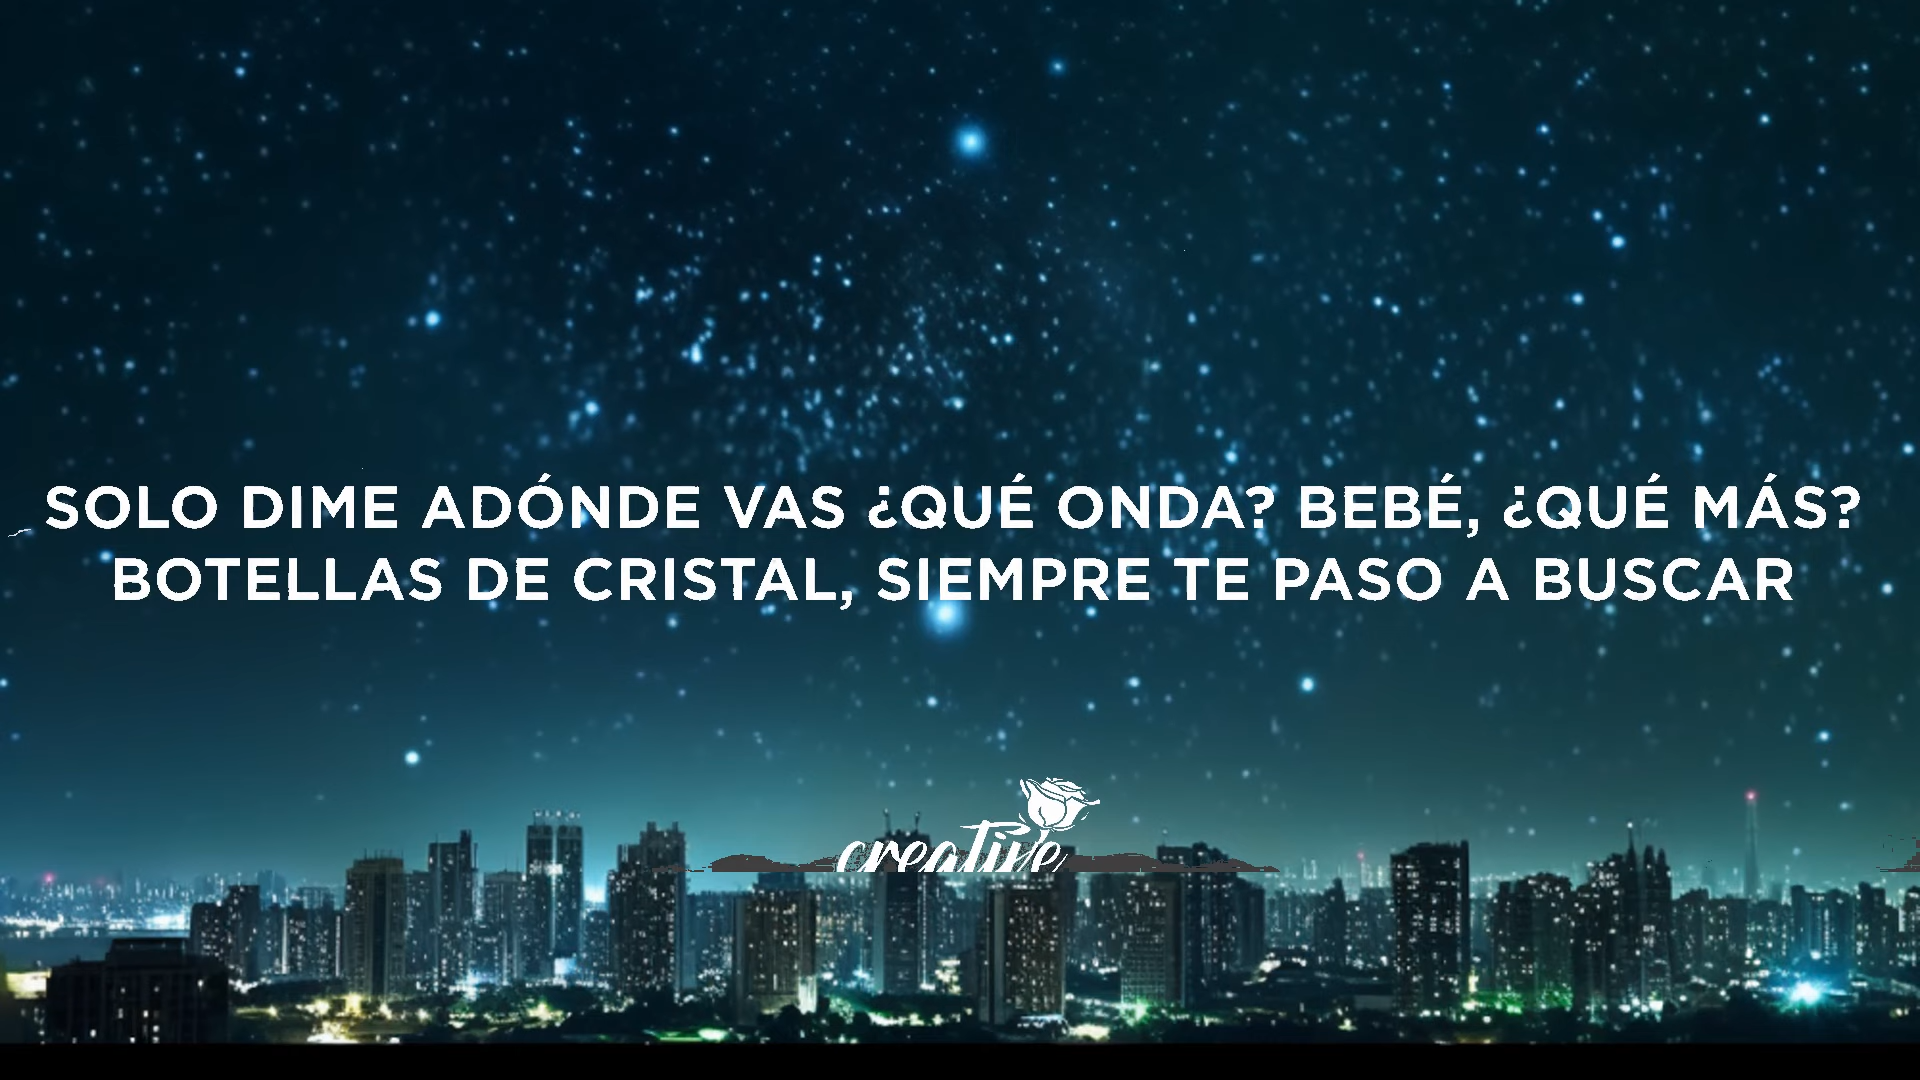 SOLO DIME ADÓNDE VAS ¿QUÉ ONDA? BEBÉ, ¿QUÉ MÁS?
BOTELLAS DE CRISTAL, SIEMPRE TE PASO A BUSCAR
creative